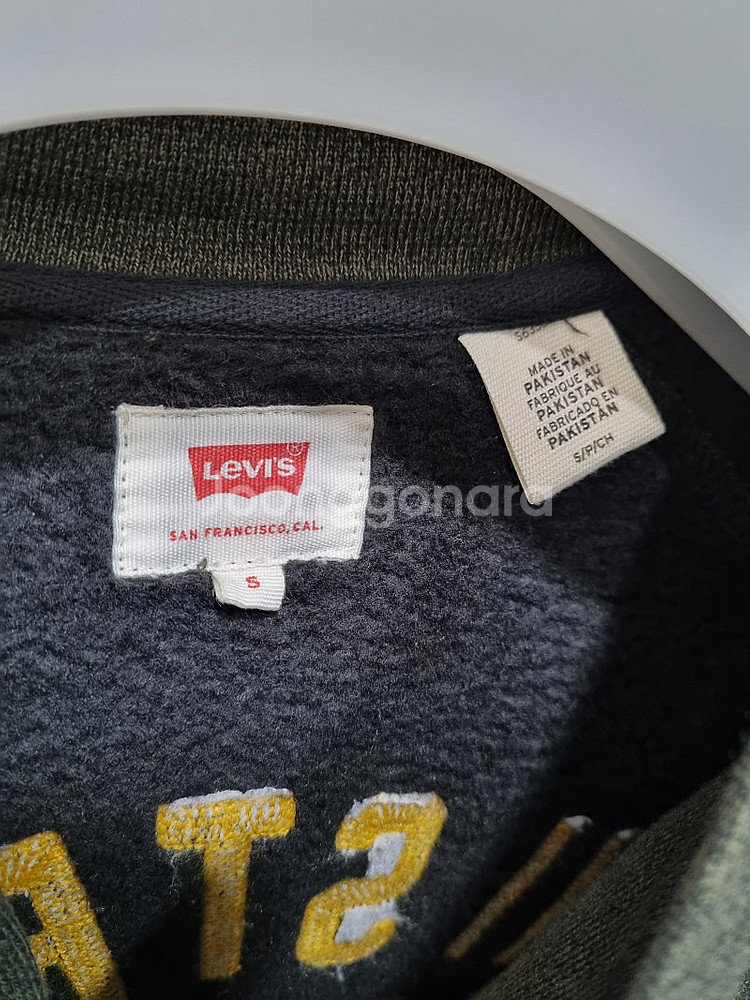 MADE IN
PAKISTAN
FABRIQUE AU
PAKISTAN
FABRICADO EN
PAKISTAN
S/P/CH
LEVI'S®
SAN FRANCISCO, CAL.
S